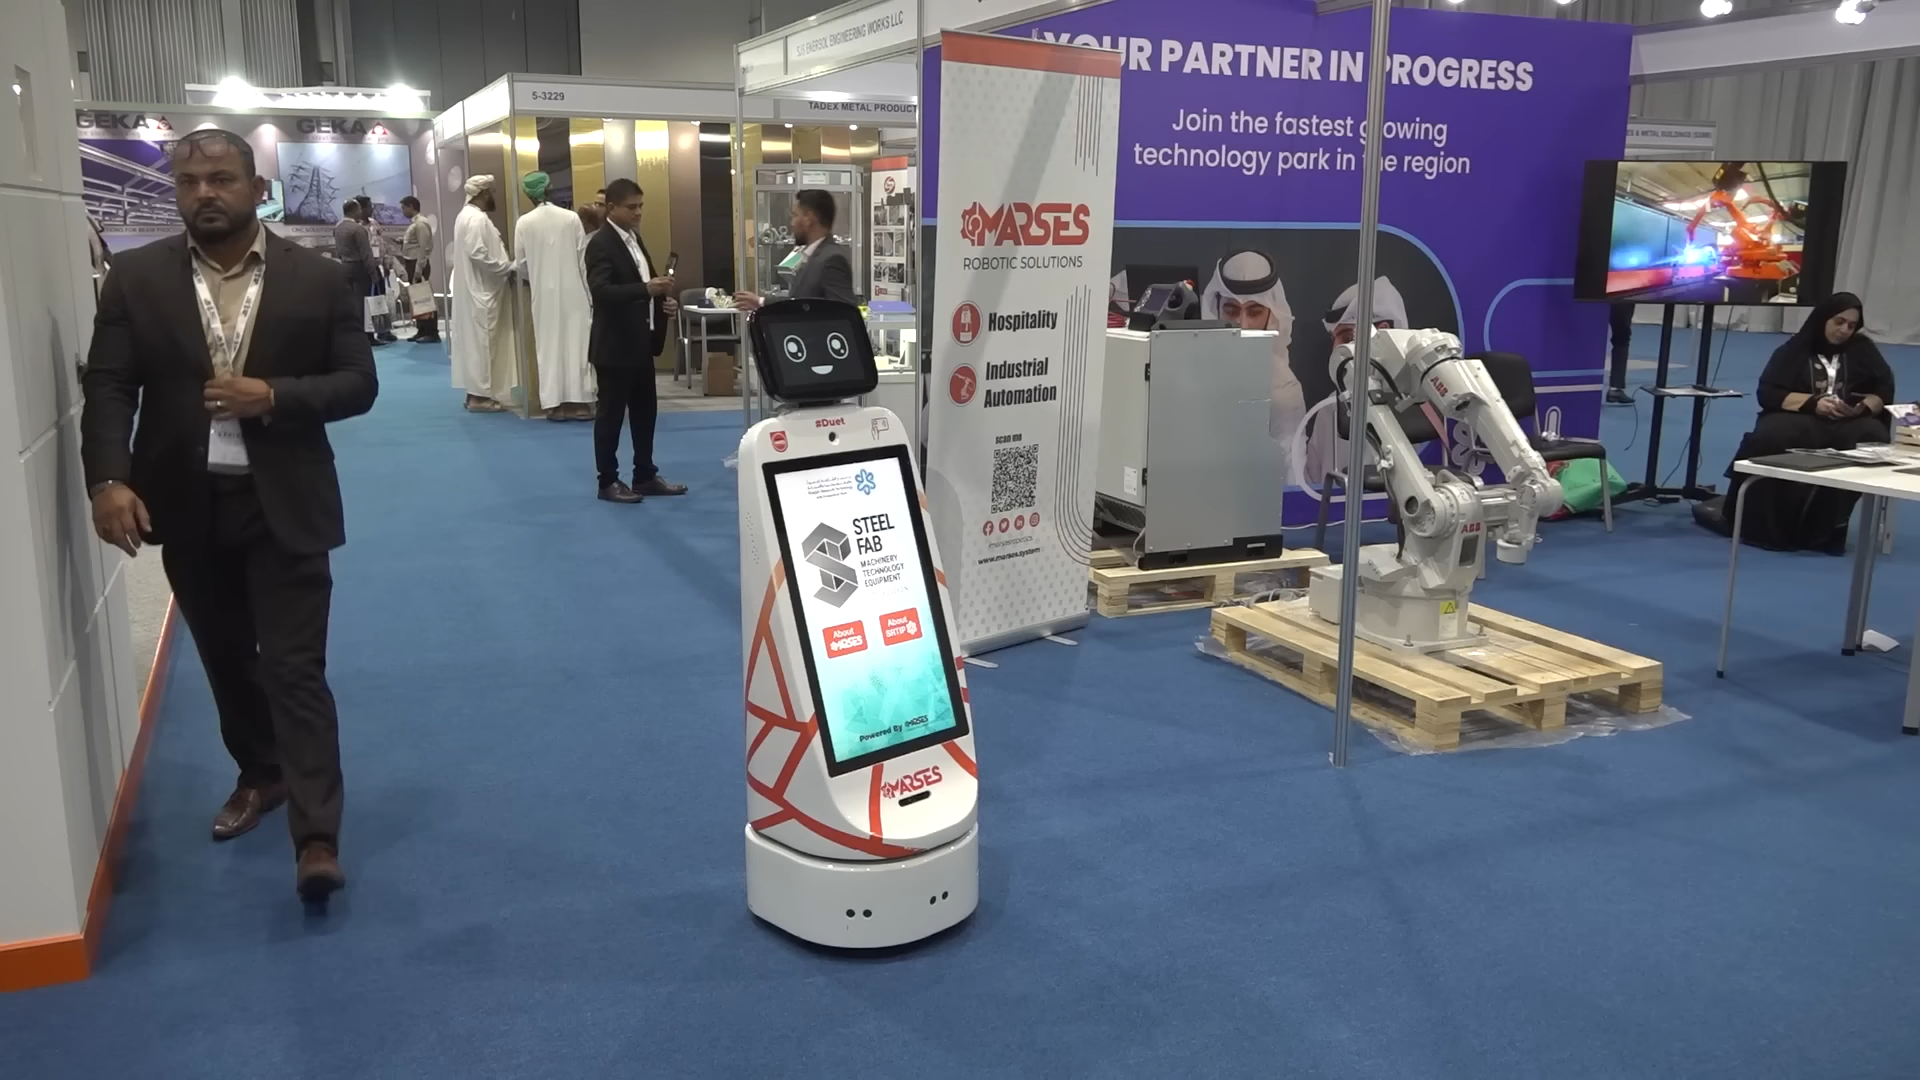 GEKA
GEKA
5-3229
SJS ENERSOL ENGINEERING WORKS LLC
TADEX METAL PRODUCT
YOUR PARTNER IN PROGRESS
Join the fastest growing
technology park in the region
MARSES
ROBOTIC SOLUTIONS
Hospitality
Industrial
Automation
scan me
www.marses.system
#Duet
STEEL
FAB
MACHINERY
TECHNOLOGY
EQUIPMENT
About
MARSES
About
SRTIP
Powered By MARSES
MARSES
ABB
ABB